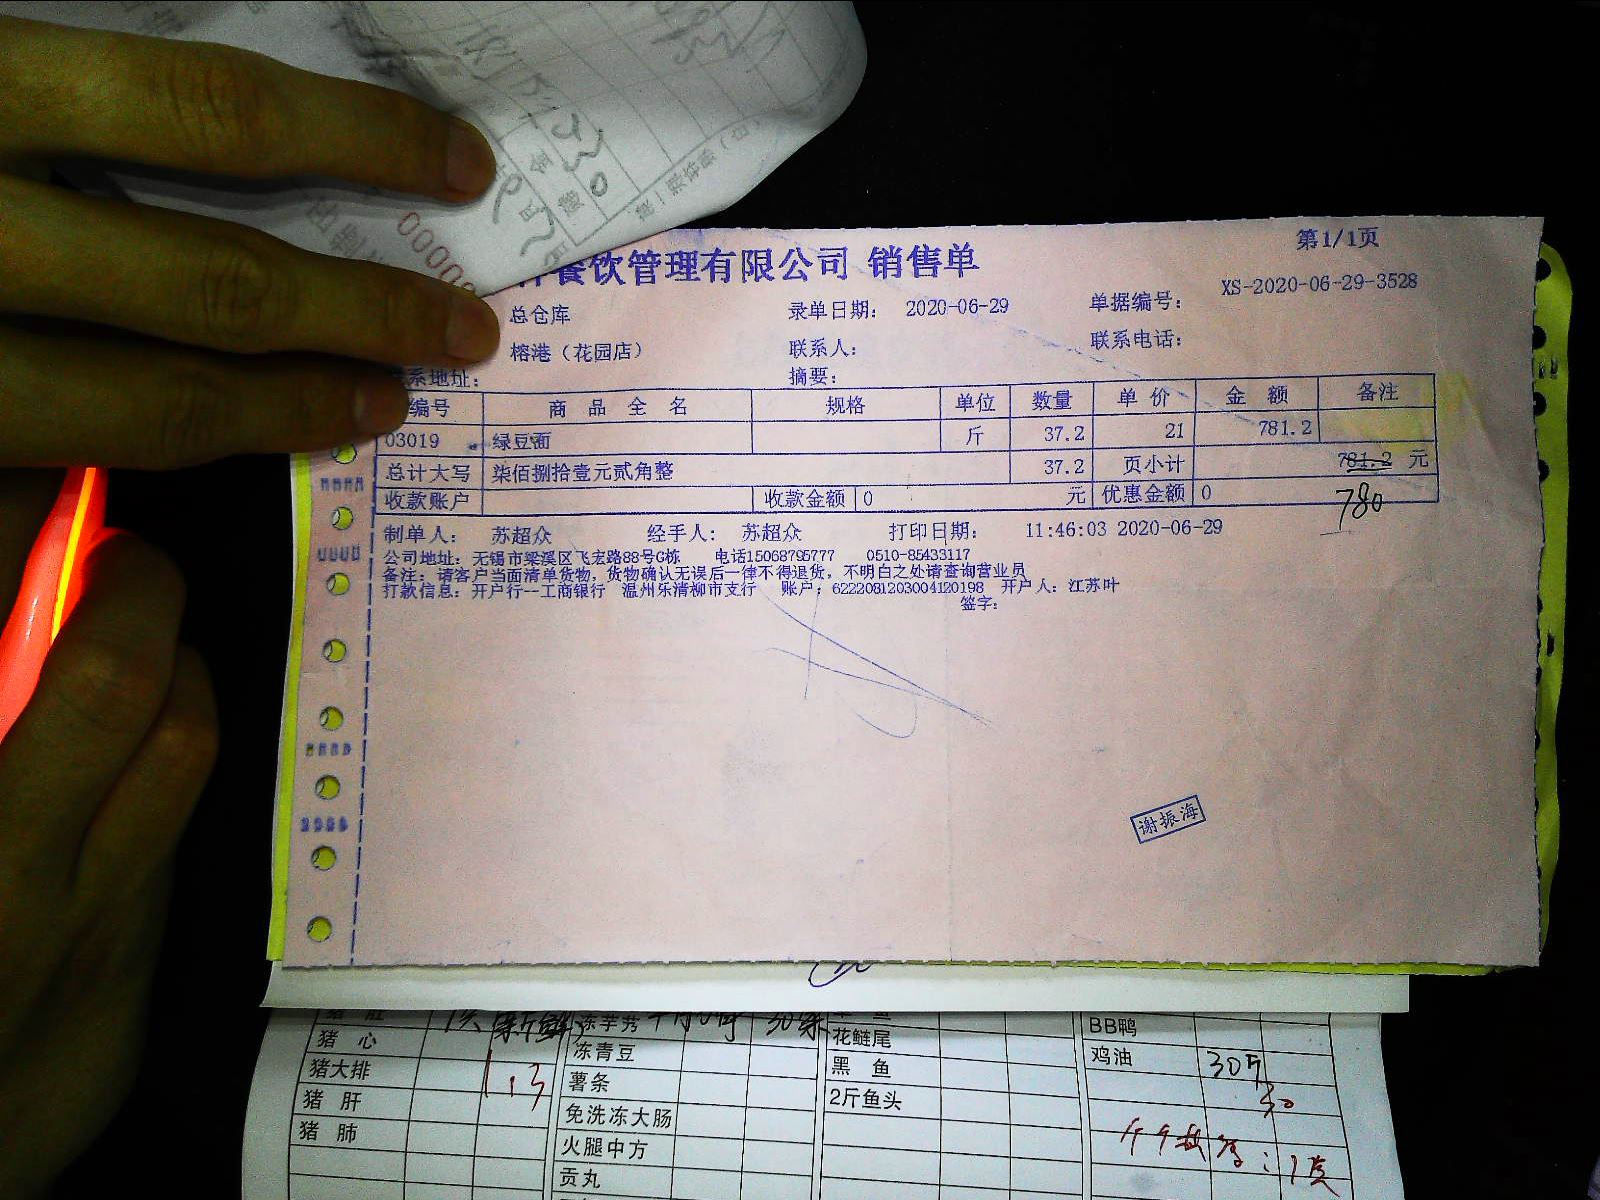 餐饮管理有限公司 销售单 第1/1页
总仓库 录单日期: 2020-06-29 单据编号: XS-2020-06-29-3528
榕港（花园店） 联系人: 联系电话:
系地址: 摘要:
编号 商品全名 规格 单位 数量 单价 金额 备注
03019 绿豆面 斤 37.2 21 781.2
总计大写 柒佰捌拾壹元贰角整 37.2 页小计 781.2 元
收款账户 收款金额 0 元 优惠金额 0 780
制单人: 苏超众 经手人: 苏超众 打印日期: 11:46:03 2020-06-29
公司地址: 无锡市梁溪区飞宏路88号G栋 电话15068795777 0510-85433117
备注: 请客户当面清单货物, 货物确认无误后一律不得退货, 不明白之处请查询营业员
打款信息: 开户行--工商银行 温州乐清柳市支行 账户: 6222081203004120198 开户人: 江苏叶
签字:
谢振海
BB鸭
猪心 冻青豆 花鲢尾 鸡油 30斤
猪大排 薯条 黑鱼 30
猪肝 免洗冻大肠 2斤鱼头
猪肺 火腿中方
贡丸